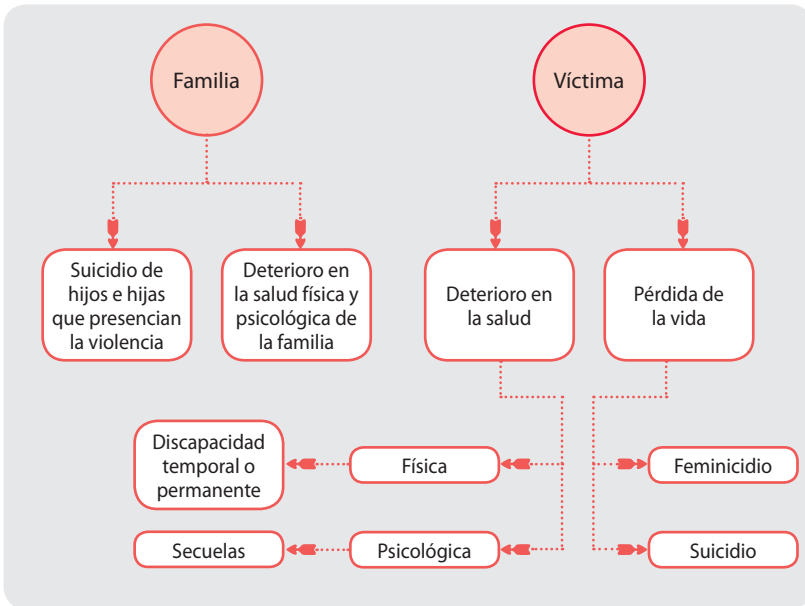 Familia
Víctima
Suicidio de
hijos e hijas
que presencian
la violencia
Deterioro en
la salud física y
psicológica de
la familia
Deterioro en
la salud
Pérdida de
la vida
Discapacidad
temporal o
permanente
Física
Feminicidio
Secuelas
Psicológica
Suicidio